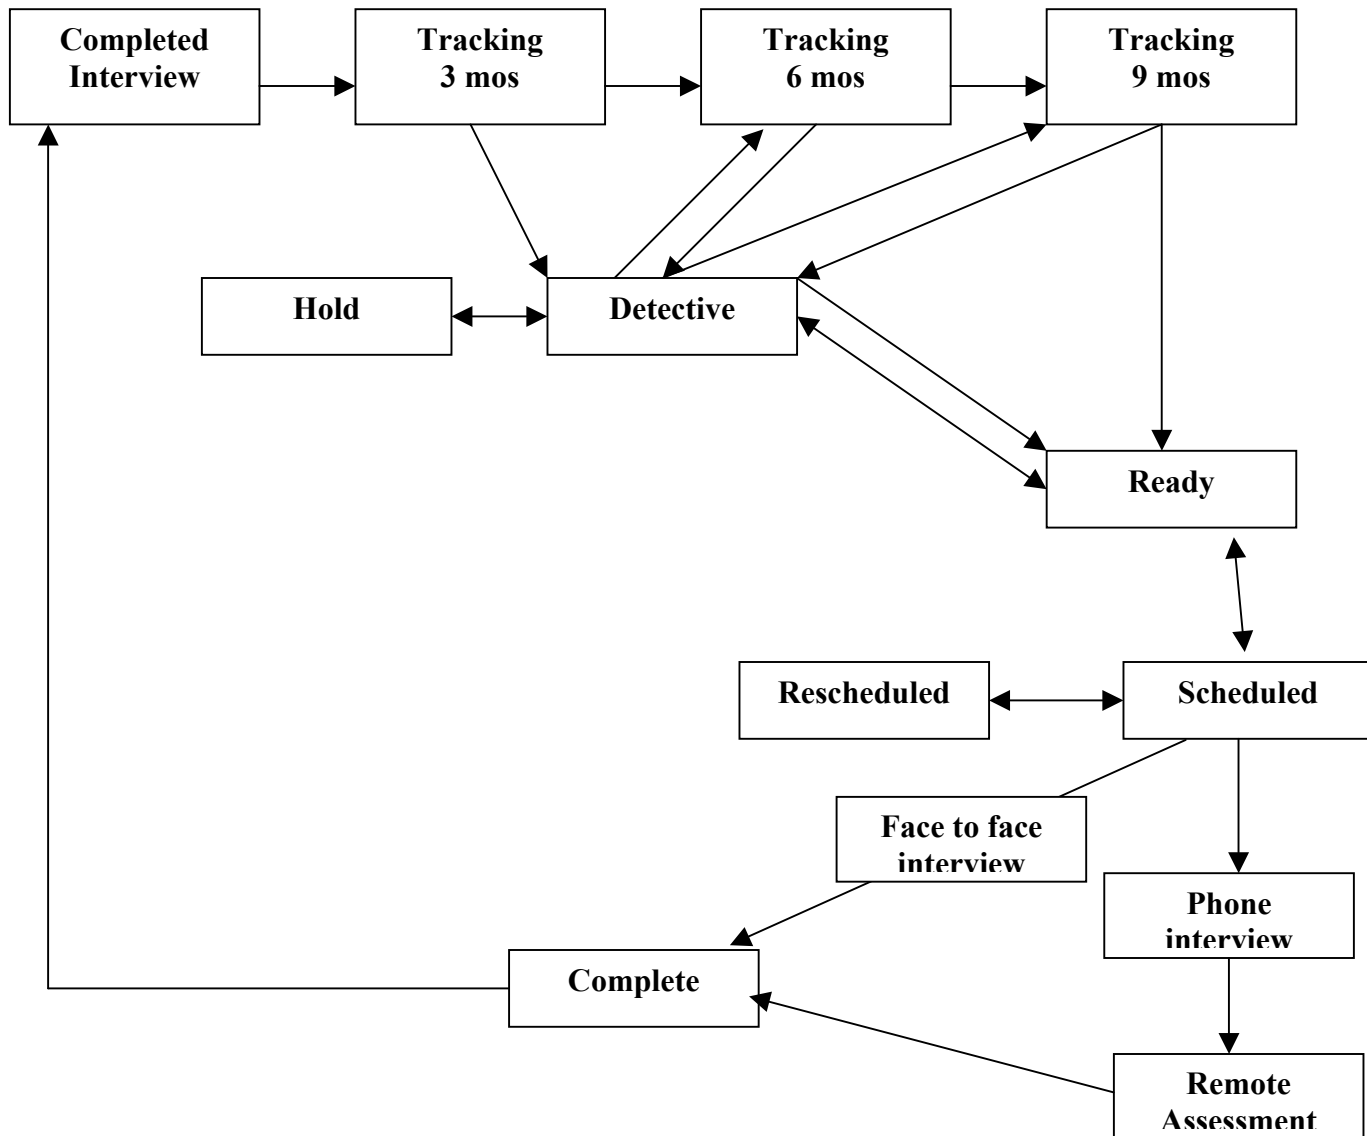 Completed
Interview
Tracking
3 mos
Tracking
6 mos
Tracking
9 mos
Hold
Detective
Ready
Rescheduled
Scheduled
Face to face
interview
Phone
interview
Complete
Remote
Assessment